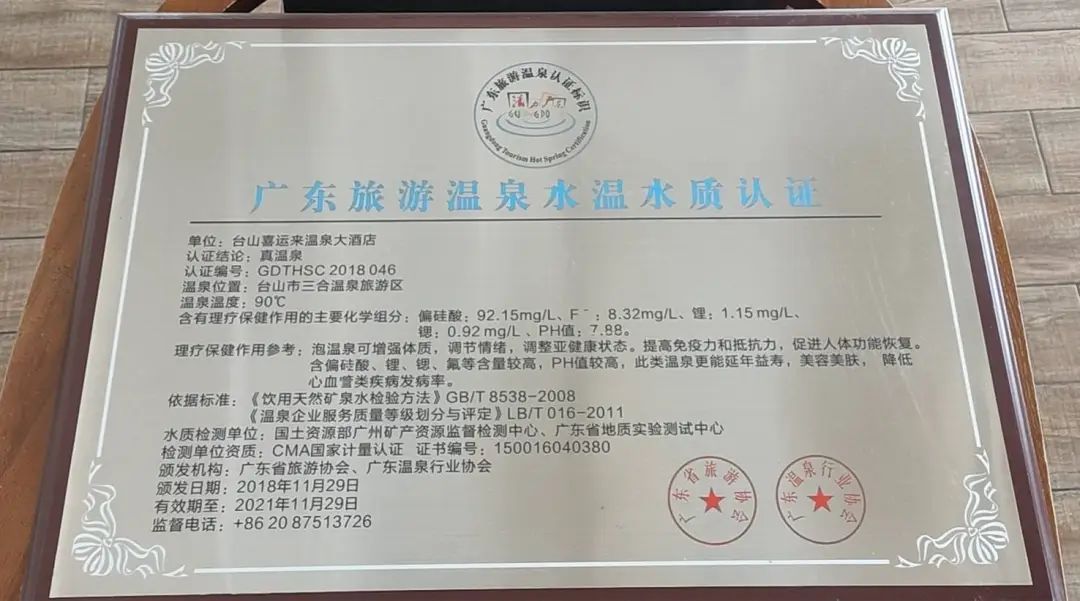 广东旅游温泉认证标识
Guangdong Tourism Hot Spring Certification
广东旅游温泉水温水质认证
单位：台山喜运来温泉大酒店
认证结论：真温泉
认证编号：GDTHSC 2018 046
温泉位置：台山市三合温泉旅游区
温泉温度：90℃
含有理疗保健作用的主要化学组分：偏硅酸：92.15mg/L、F⁻：8.32mg/L、锂：1.15 mg/L、
锶：0.92 mg/L 、PH值：7.88。
理疗保健作用参考：泡温泉可增强体质，调节情绪，调整亚健康状态。提高免疫力和抵抗力，促进人体功能恢复。
含偏硅酸、锂、锶、氟等含量较高，PH值较高，此类温泉更能延年益寿，美容美肤， 降低
心血管类疾病发病率。
依据标准：《饮用天然矿泉水检验方法》GB/T 8538-2008
《温泉企业服务质量等级划分与评定》LB/T 016-2011
水质检测单位：国土资源部广州矿产资源监督检测中心、广东省地质实验测试中心
检测单位资质：CMA国家计量认证 证书编号：150016040380
颁发机构：广东省旅游协会、广东温泉行业协会
颁发日期：2018年11月29日
有效期至：2021年11月29日
监督电话：+86 20 87513726
广东省旅游协会
广东温泉行业协会